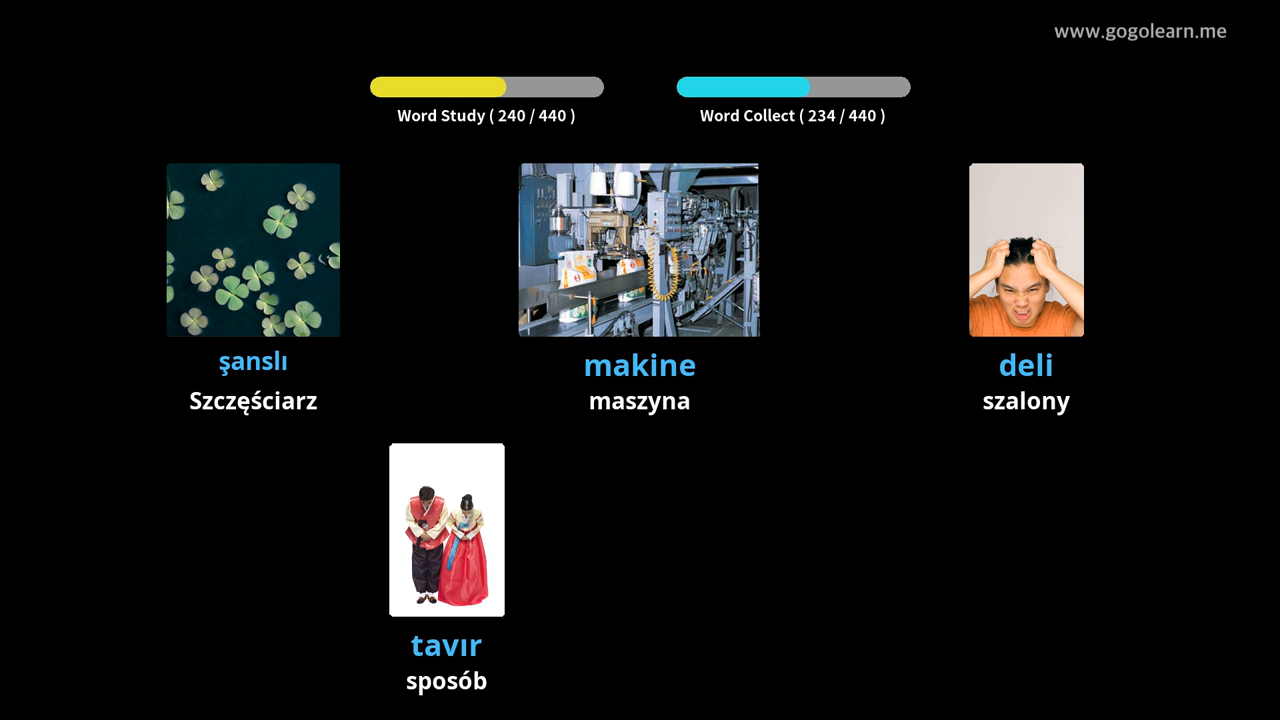 www.gogolearn.me
Word Study ( 240 / 440 )
Word Collect ( 234 / 440 )
şanslı
Szczęściarz
makine
maszyna
deli
szalony
tavır
sposób